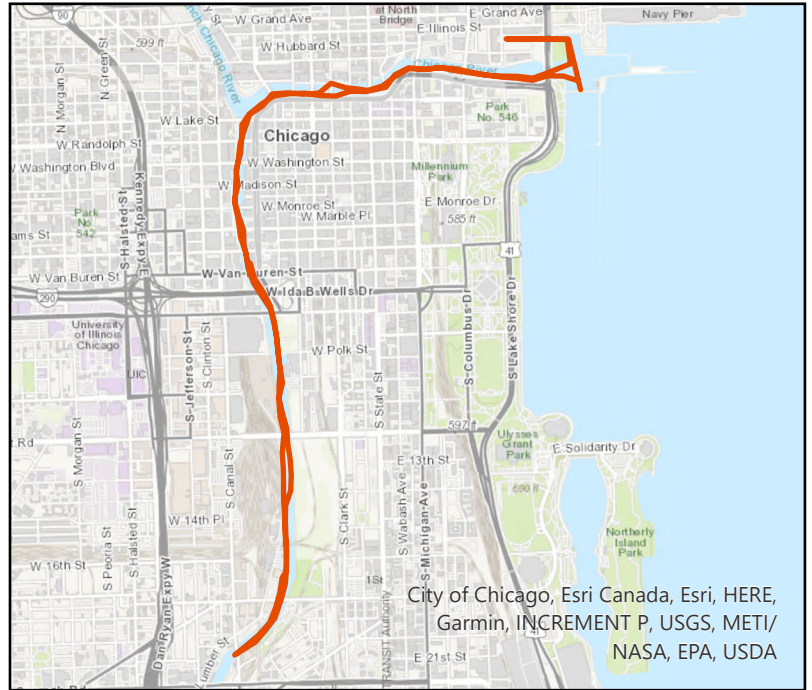 90
W Grand Ave
at North
Bridge
E Grand Ave
Navy Pier
E Illinois St
W Hubbard St
599 ft
N Green St
N Morgan St
Chicago River
Chicago River
W Lake St
Park
No. 546
Chicago
W Randolph St
W Washington St
W Washington Blvd
Millennium
Park
W Madison St
Kennedy Expy E
S Halsted St
W Monroe St
E Monroe Dr
W Marble Pl
Park
No
542
585 ft
ams St
41
W Van Buren St
W Van Buren St
W Ida B Wells Dr
290
S Columbus Dr
S Lake Shore Dr
University
of Illinois
Chicago
S Clinton St
W Polk St
UIC
S Jefferson St
S State St
597 ft
t Rd
Ulysses
Grant
Park
E Solidarity Dr
S Morgan St
S Canal St
E 13th St
600 ft
S Clark St
S Wabash Ave
S Michigan Ave
W 14th Pl
Northerly
Island
Park
S Peoria St
S Halsted St
W 16th St
Dan Ryan Expy W
City of Chicago, Esri Canada, Esri, HERE,
Garmin, INCREMENT P, USGS, METI/
NASA, EPA, USDA
Lumber St
TRANSIT AUTHORITY
E 21st St